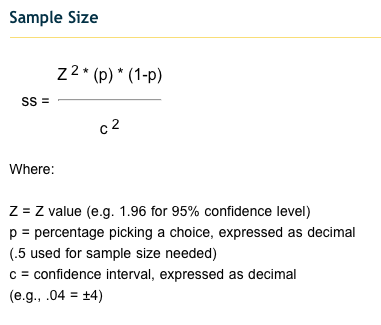 Sample Size
Z 2 * (p) * (1-p)
ss =
c 2
Where:
Z = Z value (e.g. 1.96 for 95% confidence level)
p = percentage picking a choice, expressed as decimal
(.5 used for sample size needed)
c = confidence interval, expressed as decimal
(e.g., .04 = ±4)